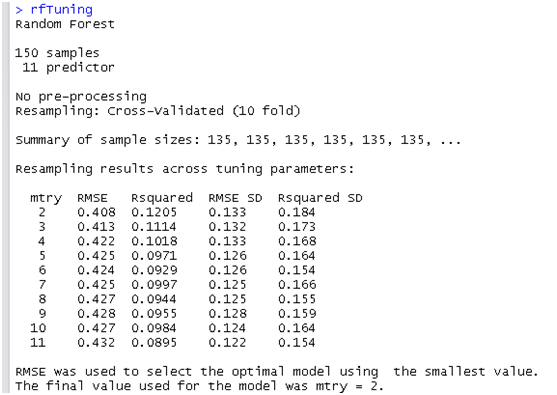 > rfTuning
Random Forest
150 samples
11 predictor
No pre-processing
Resampling: Cross-Validated (10 fold)
Summary of sample sizes: 135, 135, 135, 135, 135, 135, ...
Resampling results across tuning parameters:
mtry RMSE Rsquared RMSE SD Rsquared SD
2 0.408 0.1205 0.133 0.184
3 0.413 0.1114 0.132 0.173
4 0.422 0.1018 0.133 0.168
5 0.425 0.0971 0.126 0.164
6 0.424 0.0929 0.126 0.154
7 0.425 0.0997 0.125 0.166
8 0.427 0.0944 0.125 0.155
9 0.428 0.0955 0.128 0.159
10 0.427 0.0984 0.124 0.164
11 0.432 0.0895 0.122 0.154
RMSE was used to select the optimal model using the smallest value.
The final value used for the model was mtry = 2.